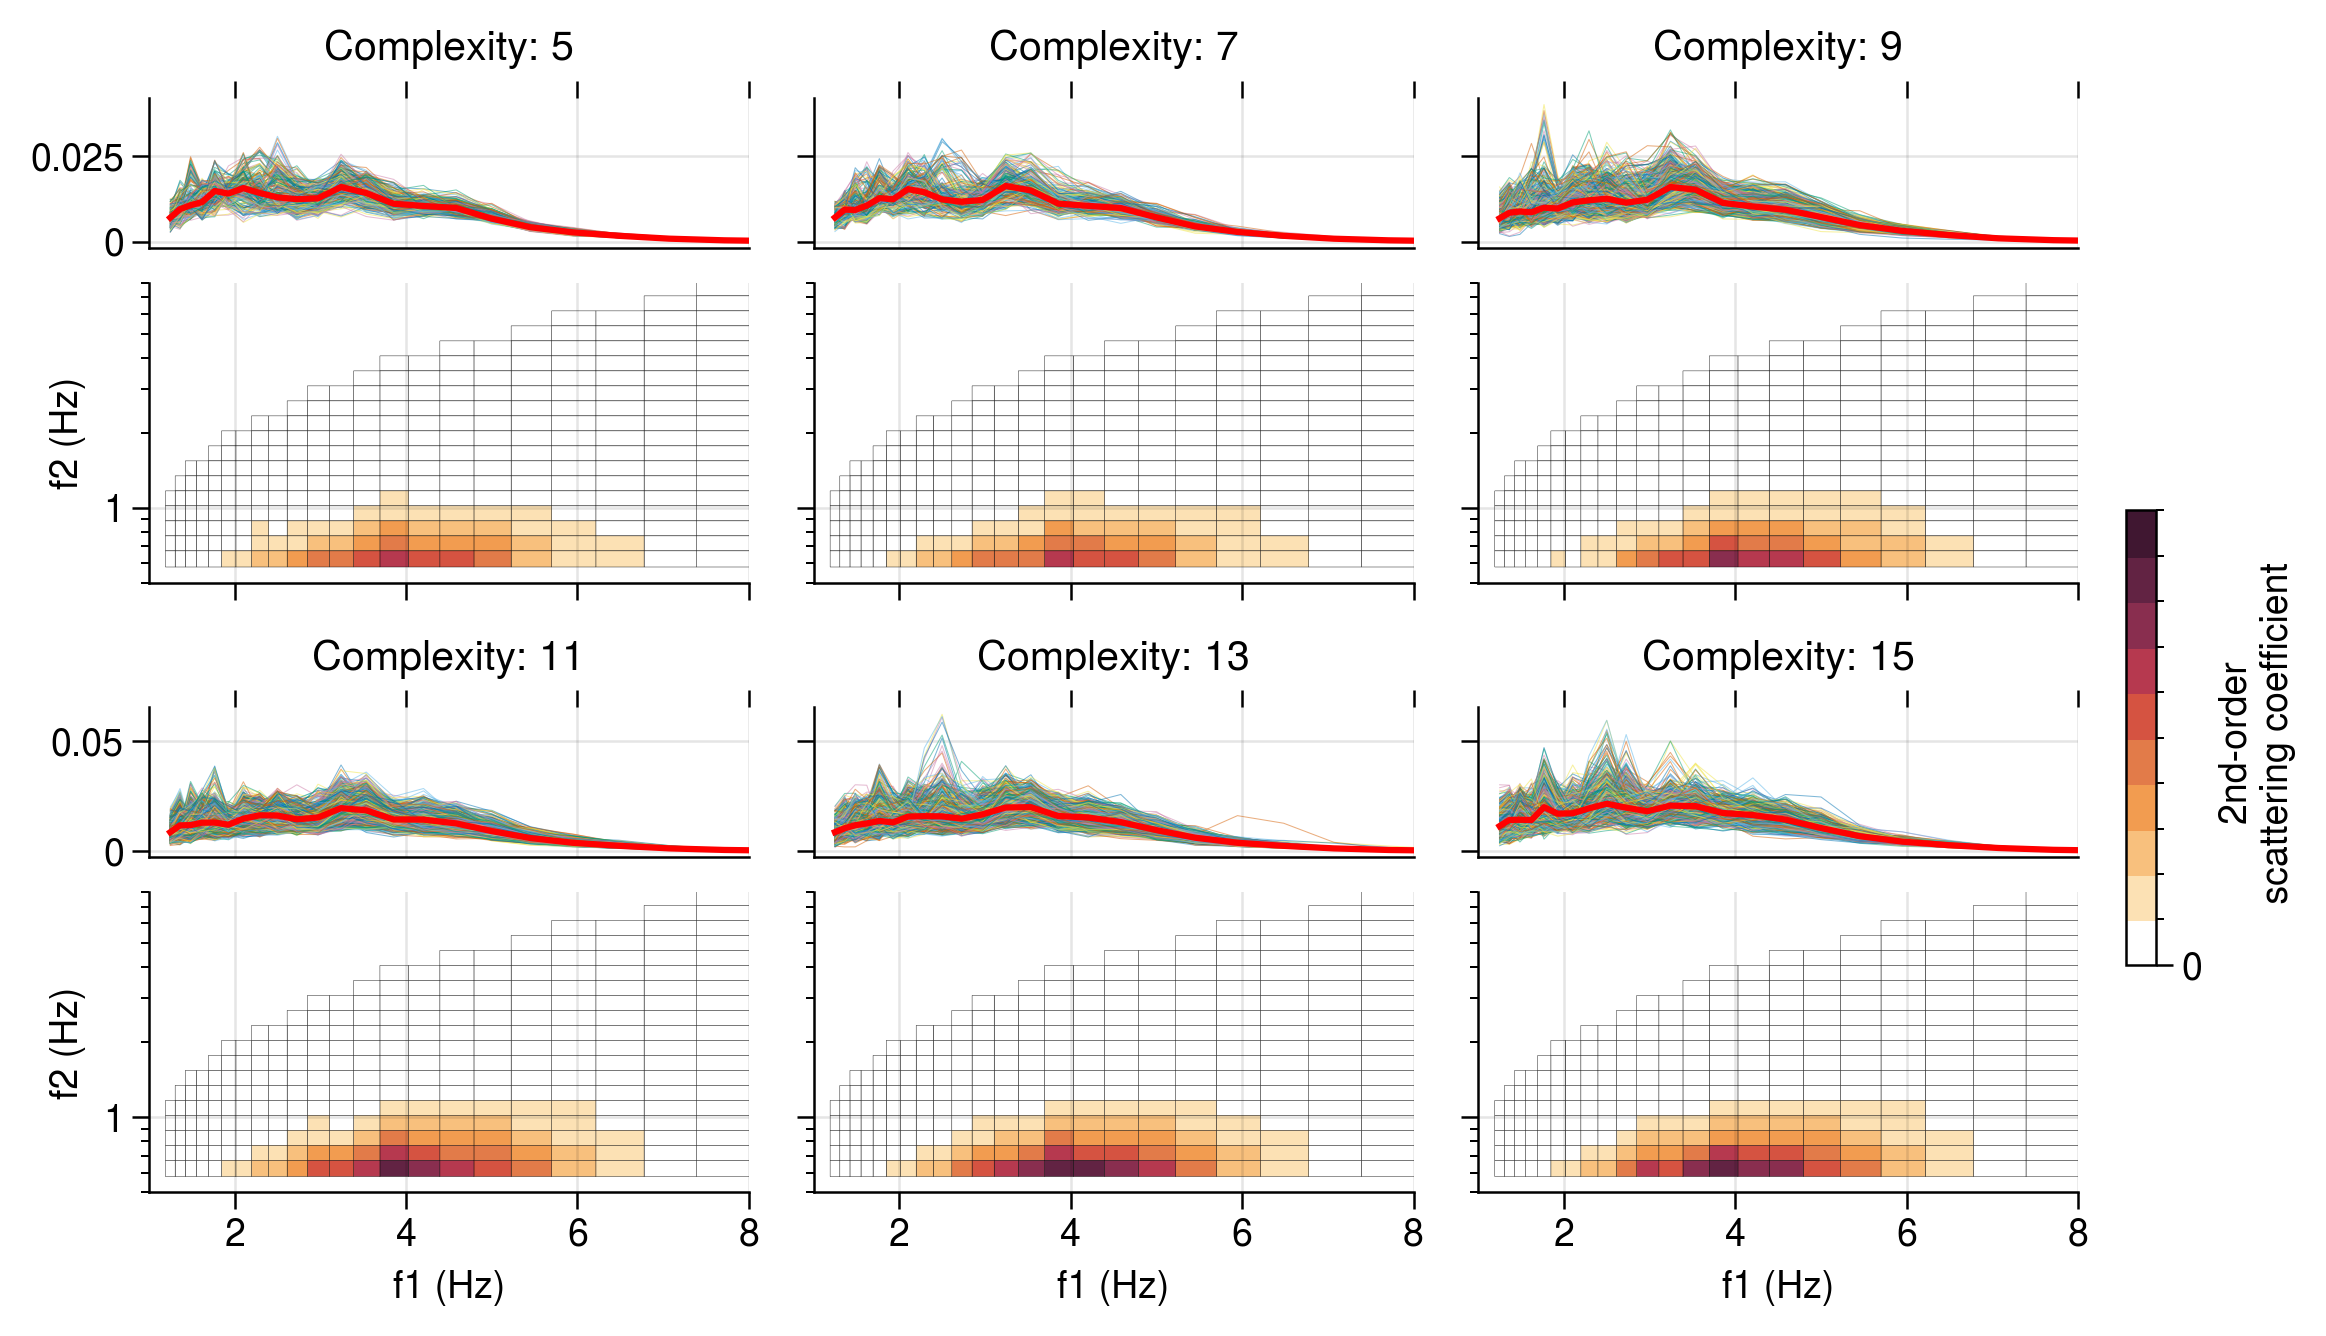 Complexity: 5
Complexity: 7
Complexity: 9
0.025
0
f2 (Hz)
1
Complexity: 11
Complexity: 13
Complexity: 15
0.05
0
f2 (Hz)
1
2 4 6 8
2 4 6 8
2 4 6 8
f1 (Hz)
f1 (Hz)
f1 (Hz)
0
2nd-order
scattering coefficient